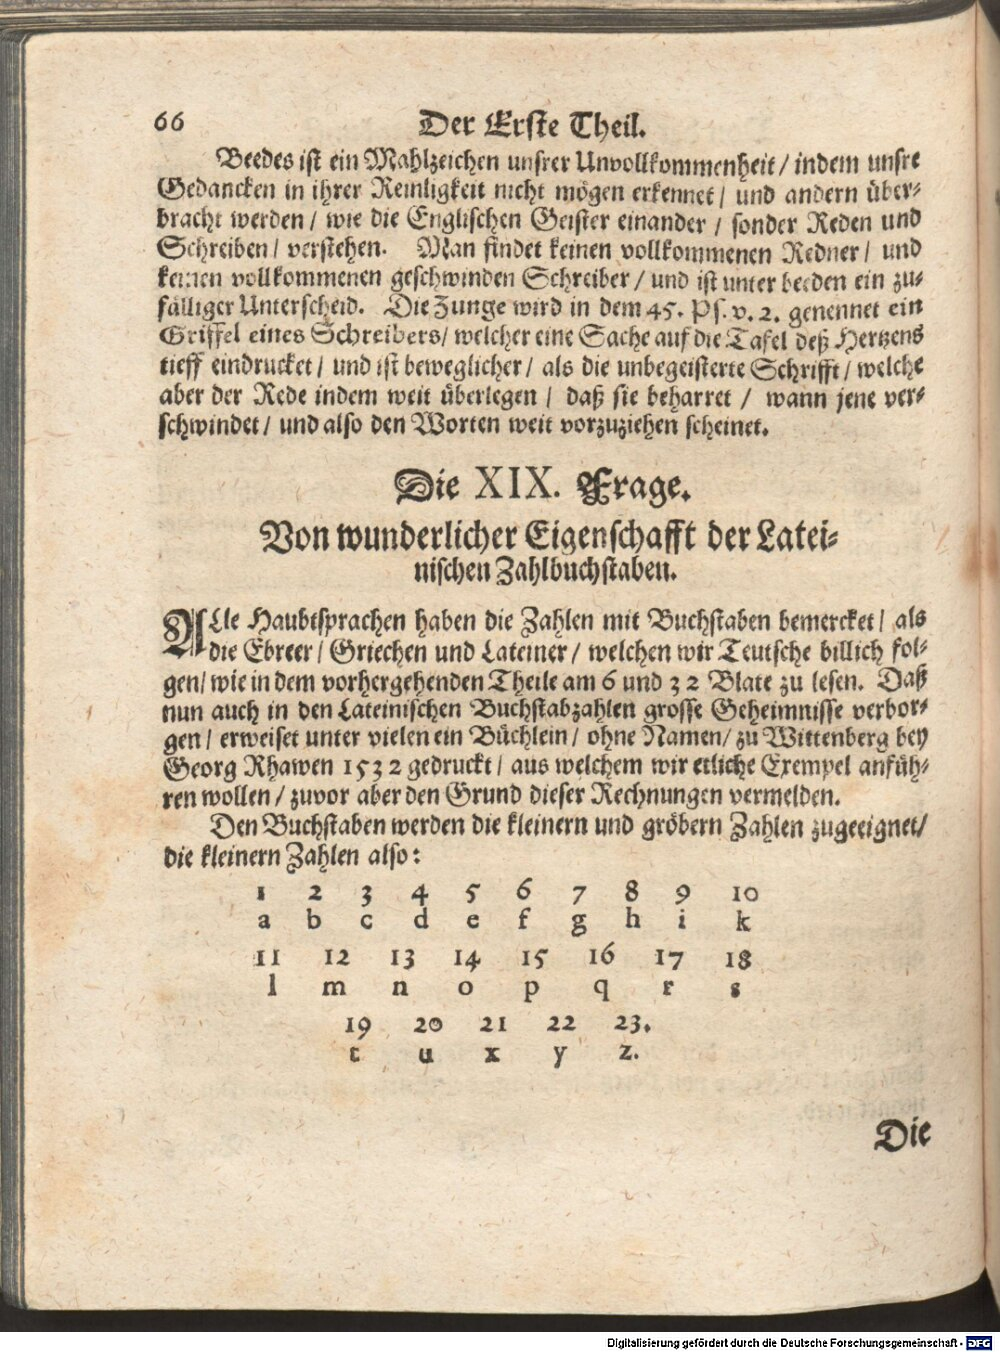 66 Der Erste Theil.
Beedes ist ein Mahlzeichen unsrer Unvollkommenheit / indem unsre
Gedancken in ihrer Reinligkeit nicht mögen erkennet / und andern über-
bracht werden / wie die Englischen Geister einander / sonder Reden und
Schreiben / verstehen. Man findet keinen vollkommenen Redner / und
keinen vollkommenen geschwinden Schreiber / und ist unter beeden ein zu-
fälliger Unterscheid. Die Zunge wird in dem 45. Ps. v. 2. genennet ein
Griffel eines Schreibers / welcher eine Sache auf die Tafel deß Hertzens
tieff eindrucket / und ist beweglicher / als die unbegeisterte Schrifft / welche
aber der Rede indem weit überlegen / daß sie beharret / wann jene ver-
schwindet / und also den Worten weit vorzuziehen scheinet.
Die XIX. Frage.
Von wunderlicher Eigenschafft der Latei-
nischen Zahlbuchstaben.
ALle Haubtsprachen haben die Zahlen mit Buchstaben bemercket / als
die Ebreer / Griechen und Lateiner / welchen wir Teutsche billich fol-
gen / wie in dem vorhergehenden Theile am 6 und 32 Blate zu lesen. Daß
nun auch in den Lateinischen Buchstabzahlen grosse Geheimnisse verbor-
gen / erweiset unter vielen ein Büchlein / ohne Namen / zu Wittenberg bey
Georg Rhawen 1532 gedruckt / aus welchem wir etliche Exempel anfüh-
ren wollen / zuvor aber den Grund dieser Rechnungen vermelden.
Den Buchstaben werden die kleinern und gröbern Zahlen zugeeignet /
die kleinern Zahlen also:
1 2 3 4 5 6 7 8 9 10
a b c d e f g h i k
11 12 13 14 15 16 17 18
l m n o p q r s
19 20 21 22 23.
t u x y z.
Die
Digitalisierung gefördert durch die Deutsche Forschungsgemeinschaft - DFG